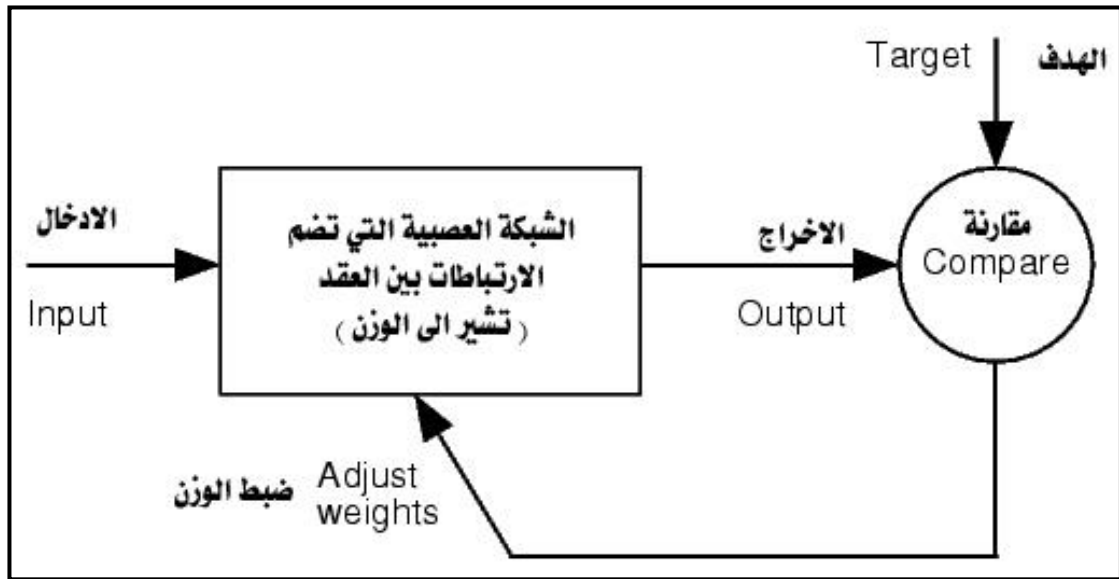 Target الهدف
الادخال
Input
الشبكة العصبية التي تضم
الارتباطات بين العقد
( تشير الى الوزن )
الاخراج
Output
مقارنة
Compare
ضبط الوزن
Adjust
weights